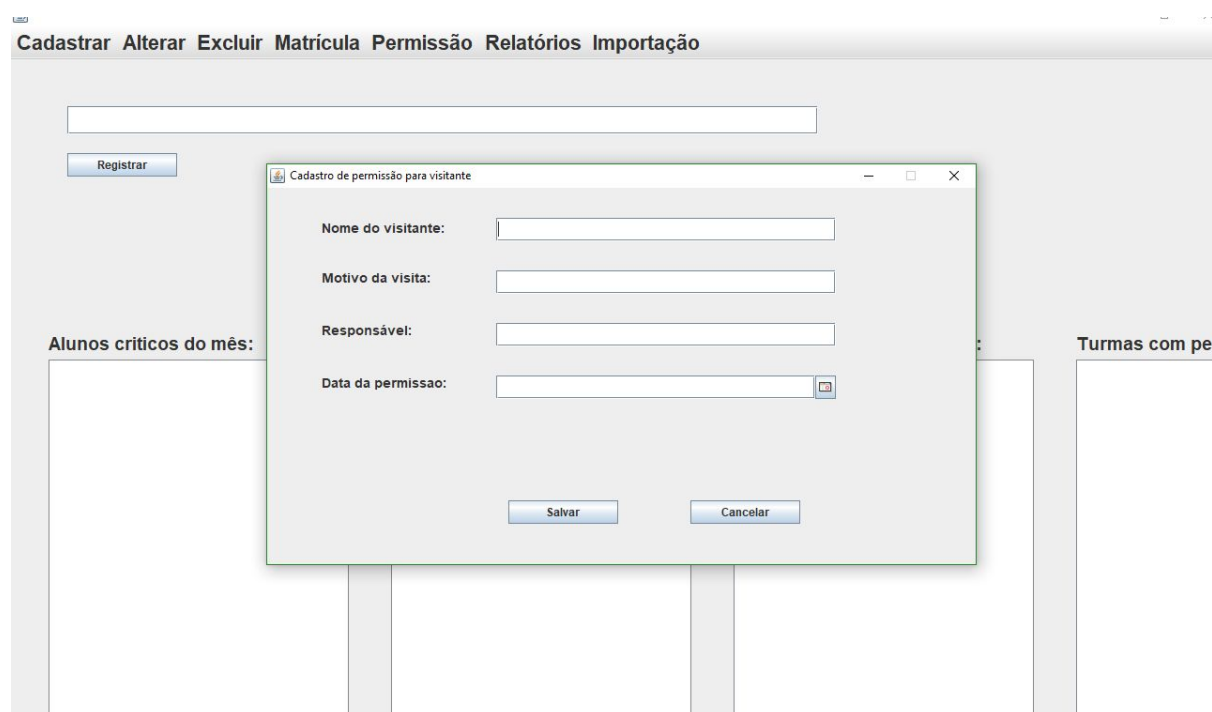 Cadastrar Alterar Excluir Matrícula Permissão Relatórios Importação
Registrar
Cadastro de permissão para visitante
Nome do visitante:
Motivo da visita:
Responsável:
Data da permissao:
Salvar Cancelar
Alunos criticos do mês: : Turmas com pe